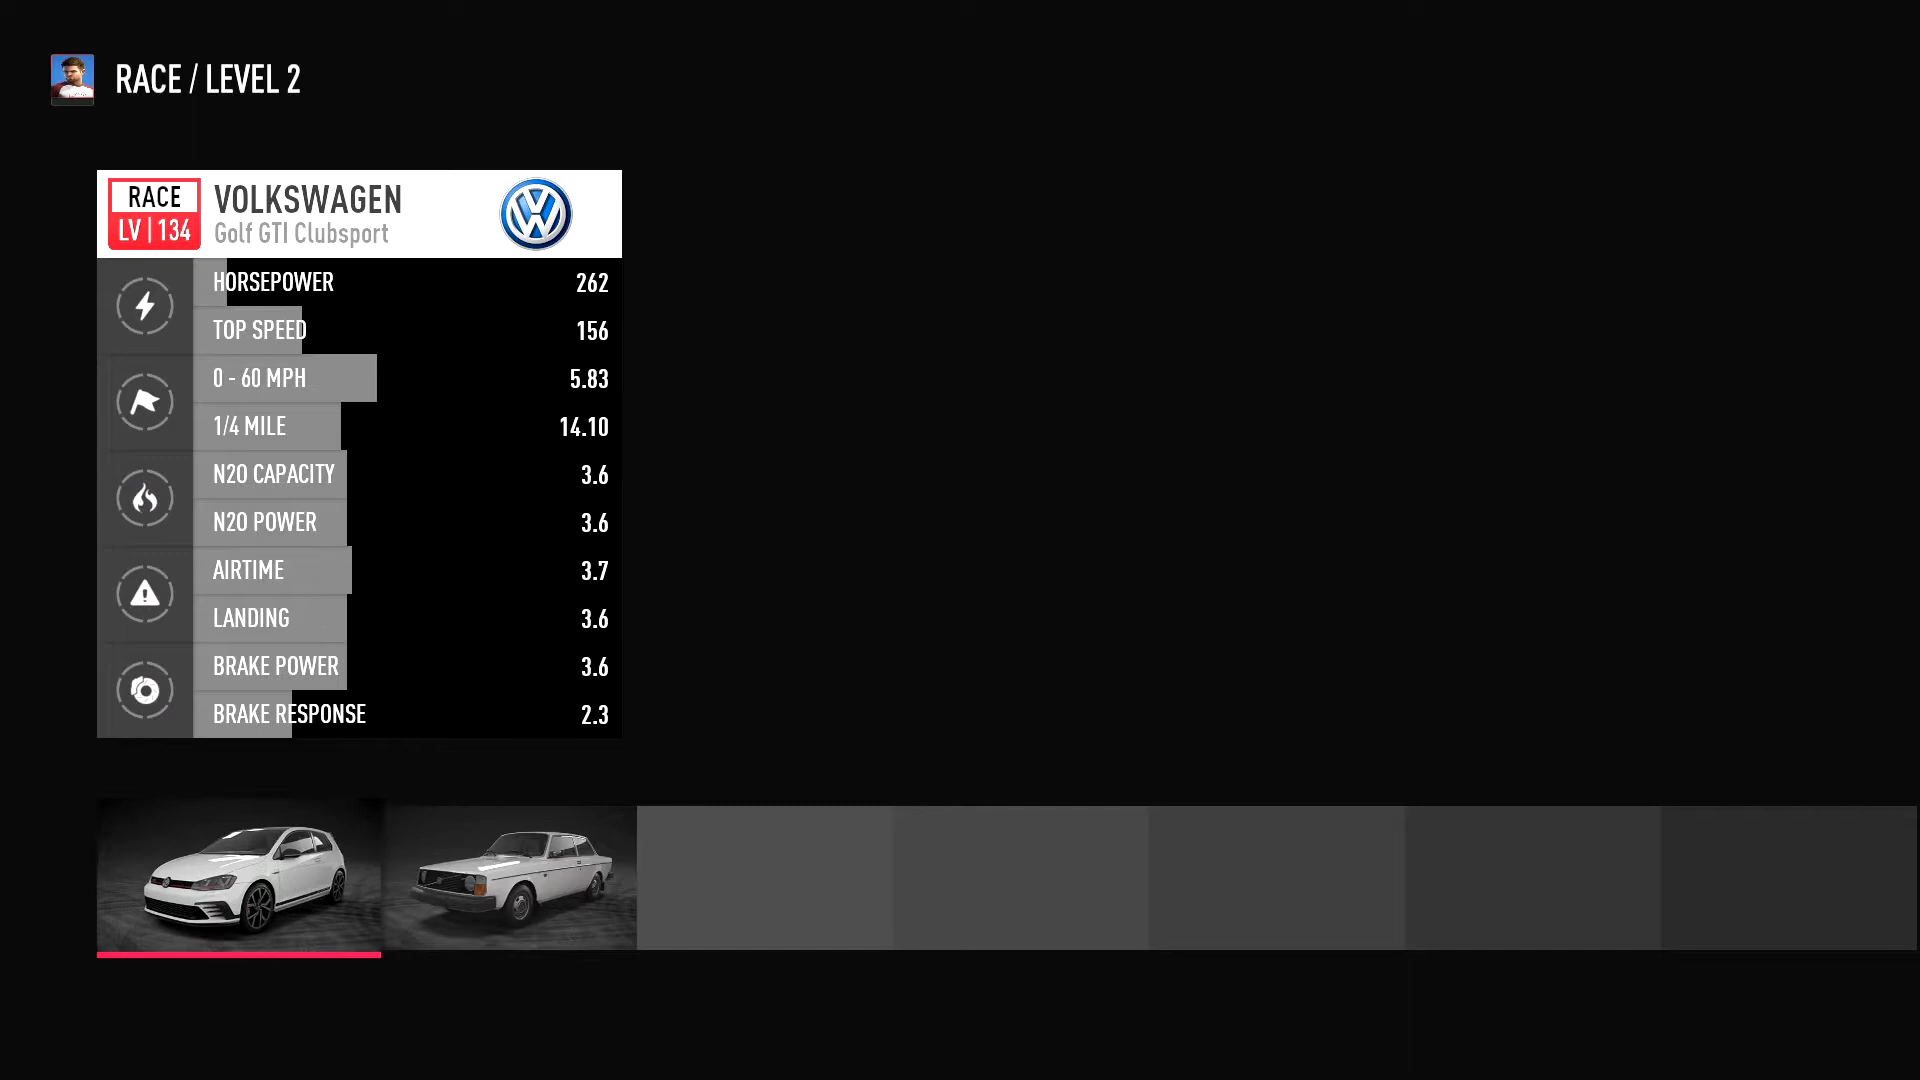 RACE / LEVEL 2
RACE
LV | 134
VOLKSWAGEN
Golf GTI Clubsport
HORSEPOWER 262
TOP SPEED 156
0 - 60 MPH 5.83
1/4 MILE 14.10
N2O CAPACITY 3.6
N2O POWER 3.6
AIRTIME 3.7
LANDING 3.6
BRAKE POWER 3.6
BRAKE RESPONSE 2.3